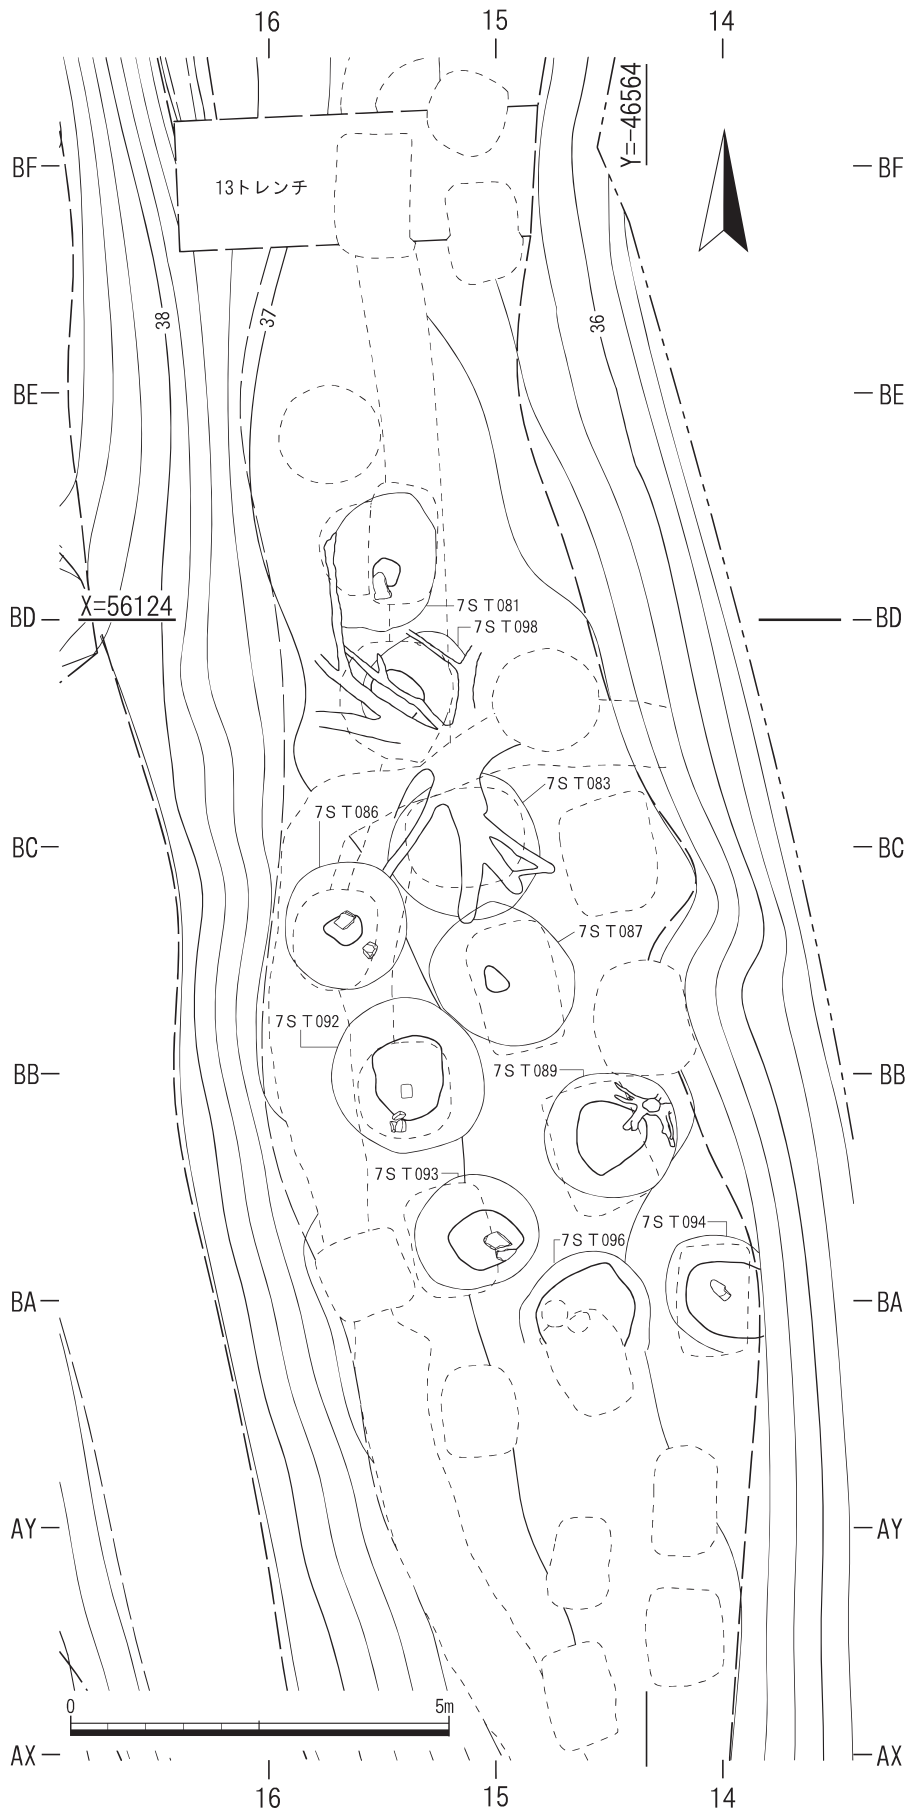 16 15 14
Y=-46564
BF BF
13トレンチ
38 37 36
BE BE
X=56124
BD BD
7ST081
7ST098
7ST083
7ST086
BC BC
7ST087
7ST092
7ST089
BB BB
7ST093
7ST094
7ST096
BA BA
AY AY
0 5m
AX AX
16 15 14